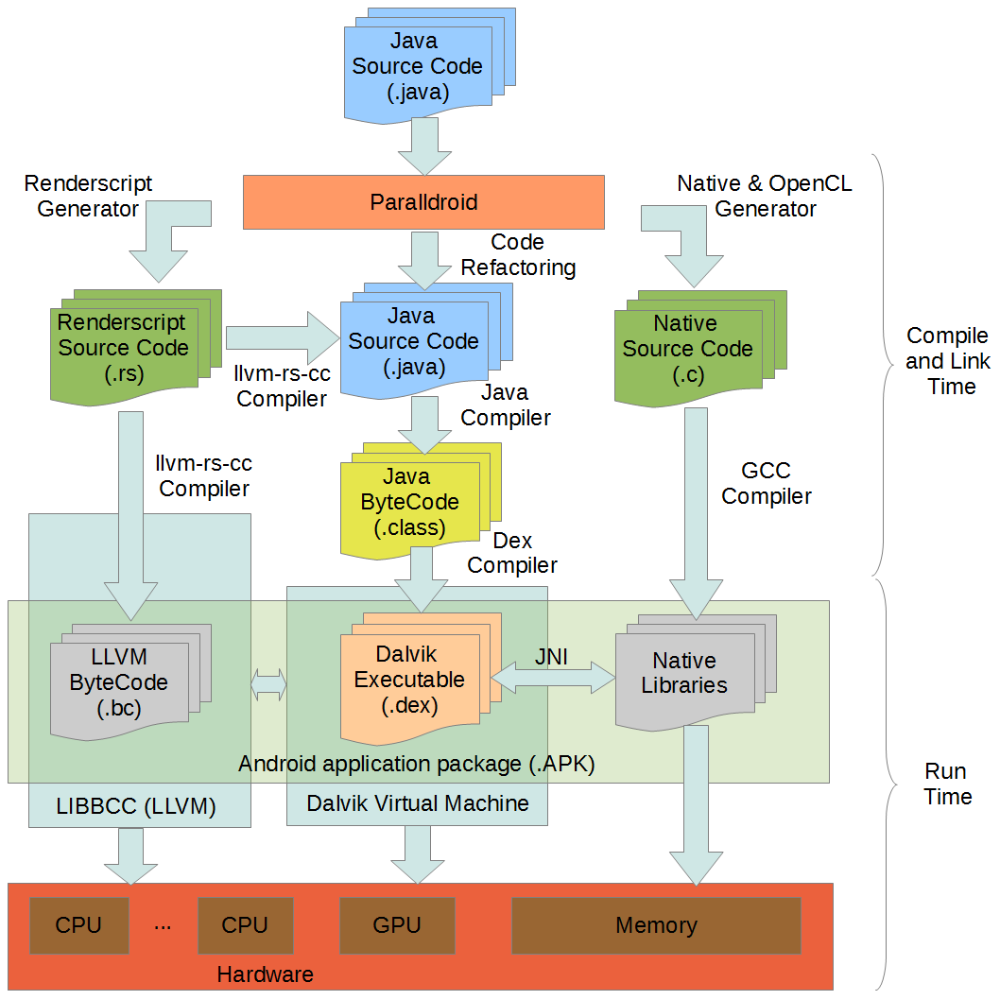 Java
Source Code
(.java)
Renderscript
Generator
Paralldroid
Native & OpenCL
Generator
Code
Refactoring
Renderscript
Source Code
(.rs)
llvm-rs-cc
Compiler
Java
Source Code
(.java)
Native
Source Code
(.c)
Compile
and Link
Time
Java
Compiler
llvm-rs-cc
Compiler
Java
ByteCode
(.class)
GCC
Compiler
Dex
Compiler
LLVM
ByteCode
(.bc)
Dalvik
Executable
(.dex)
JNI
Native
Libraries
Android application package (.APK)
Run
Time
LIBBCC (LLVM)
Dalvik Virtual Machine
CPU
...
CPU
GPU
Memory
Hardware